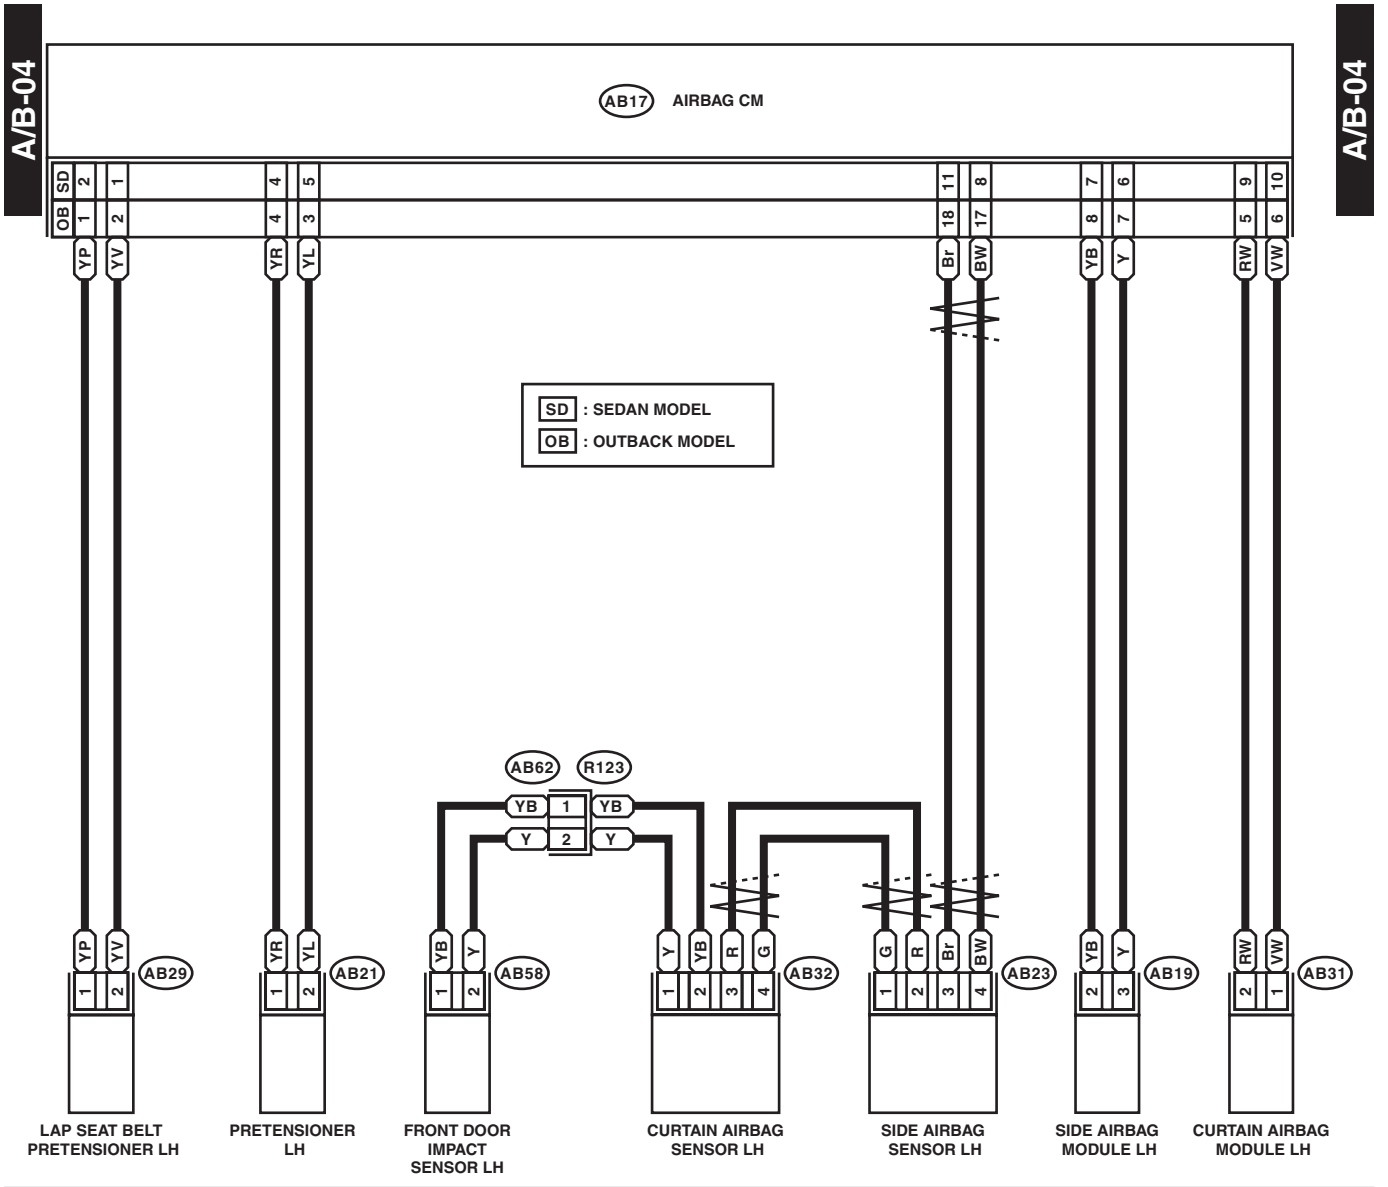 A/B-04
A/B-04
AB17 AIRBAG CM
SD 2 1 4 5 11 8 7 6 9 10
OB 1 2 4 3 18 17 8 7 5 6
YP YV YR YL Br BW YB Y RW VW
SD : SEDAN MODEL
OB : OUTBACK MODEL
AB62 R123
YB 1 YB
Y 2 Y
YP YV YR YL YB Y Y YB R G G R Br BW YB Y RW VW
AB29 AB21 AB58 AB32 AB23 AB19 AB31
1 2 1 2 1 2 1 2 3 4 1 2 3 4 2 3 2 1
LAP SEAT BELT
PRETENSIONER LH
PRETENSIONER
LH
FRONT DOOR
IMPACT
SENSOR LH
CURTAIN AIRBAG
SENSOR LH
SIDE AIRBAG
SENSOR LH
SIDE AIRBAG
MODULE LH
CURTAIN AIRBAG
MODULE LH